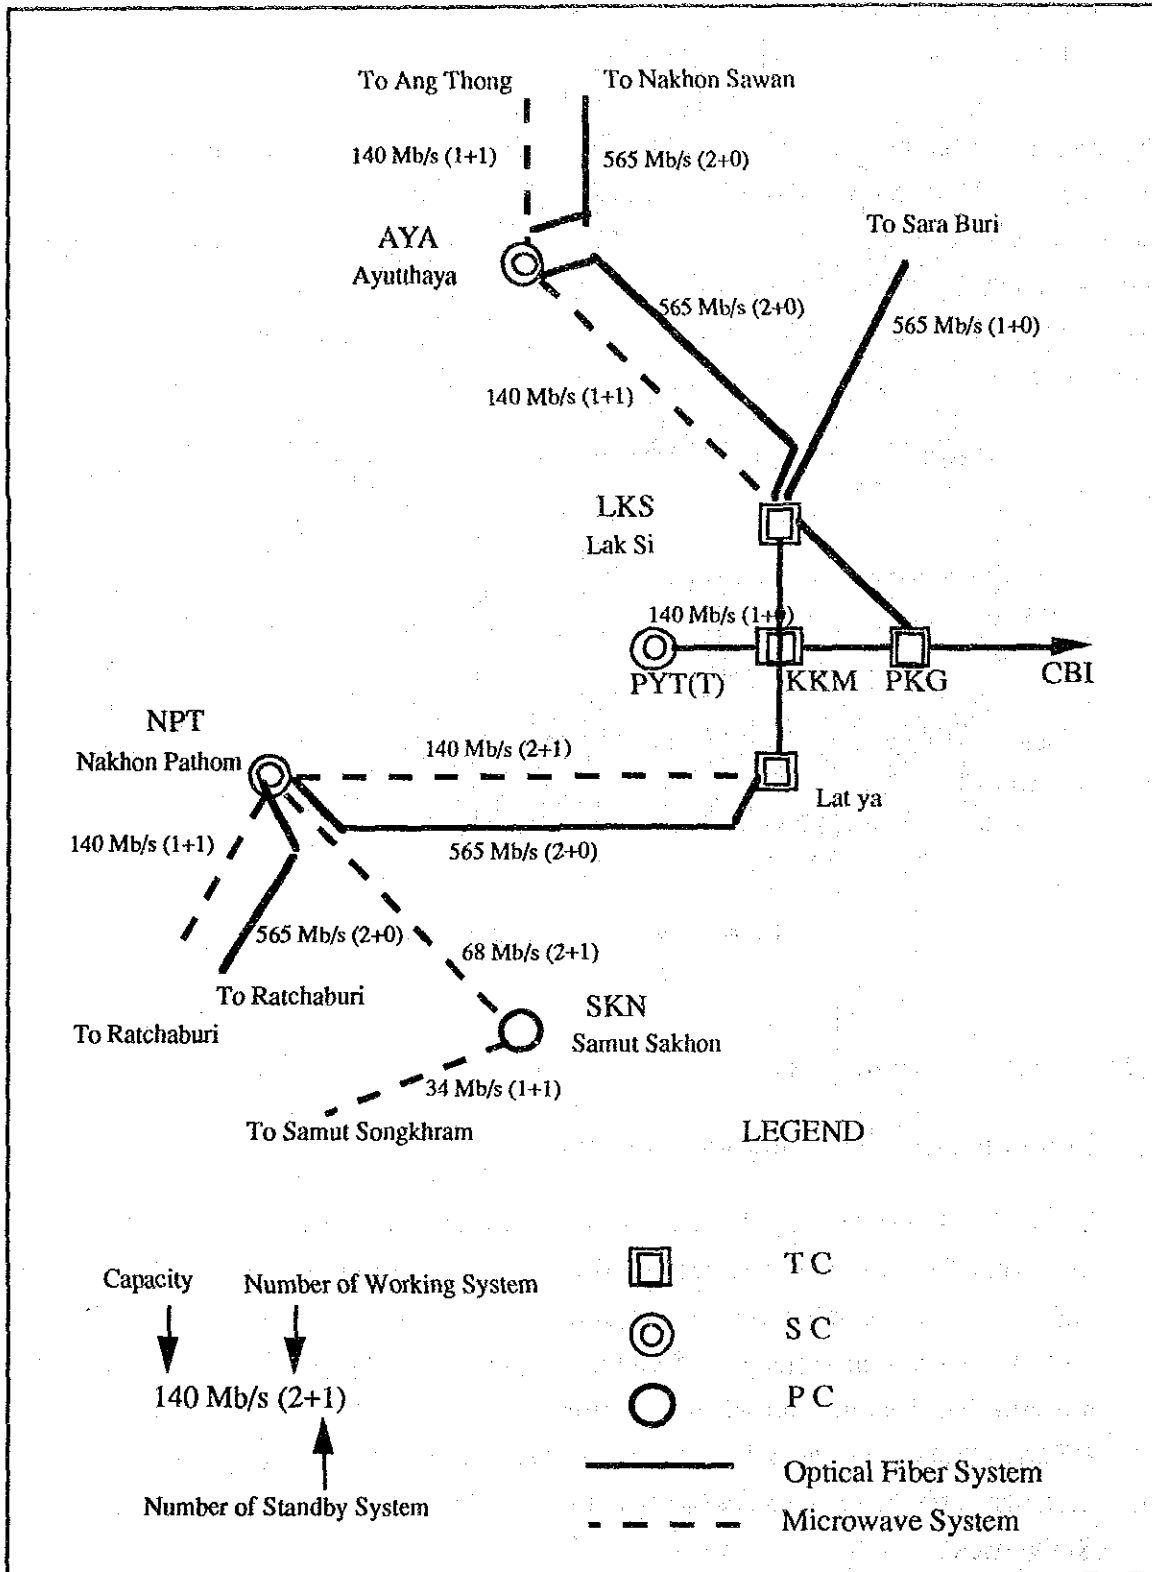 To Ang Thong
To Nakhon Sawan
140 Mb/s (1+1)
565 Mb/s (2+0)
To Sara Buri
AYA
Ayutthaya
565 Mb/s (2+0)
565 Mb/s (1+0)
140 Mb/s (1+1)
LKS
Lak Si
140 Mb/s
PYT(T)
KKM
PKG
CBI
NPT
Nakhon Pathom
140 Mb/s (2+1)
Lat ya
140 Mb/s (1+1)
565 Mb/s (2+0)
565 Mb/s (2+0)
68 Mb/s (2+1)
To Ratchaburi
To Ratchaburi
SKN
Samut Sakhon
34 Mb/s (1+1)
To Samut Songkhram
LEGEND
Capacity
Number of Working System
140 Mb/s (2+1)
Number of Standby System
T C
S C
P C
Optical Fiber System
Microwave System